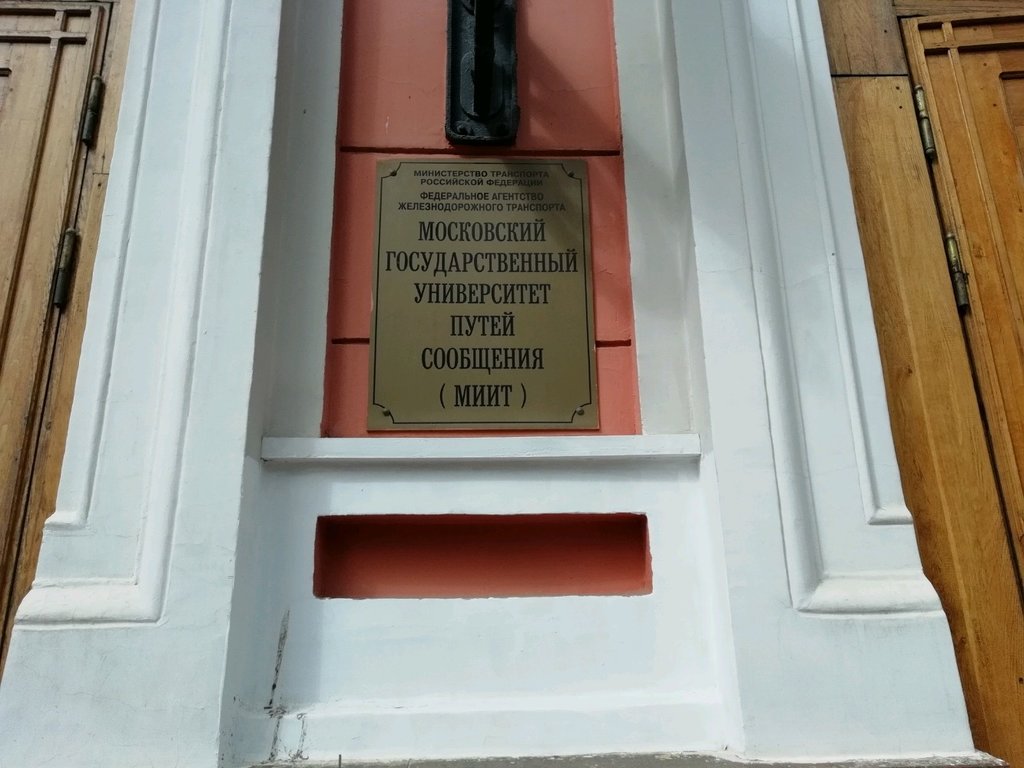 МИНИСТЕРСТВО ТРАНСПОРТА
РОССИЙСКОЙ ФЕДЕРАЦИИ
ФЕДЕРАЛЬНОЕ АГЕНТСТВО
ЖЕЛЕЗНОДОРОЖНОГО ТРАНСПОРТА
МОСКОВСКИЙ
ГОСУДАРСТВЕННЫЙ
УНИВЕРСИТЕТ
ПУТЕЙ
СООБЩЕНИЯ
( МИИТ )